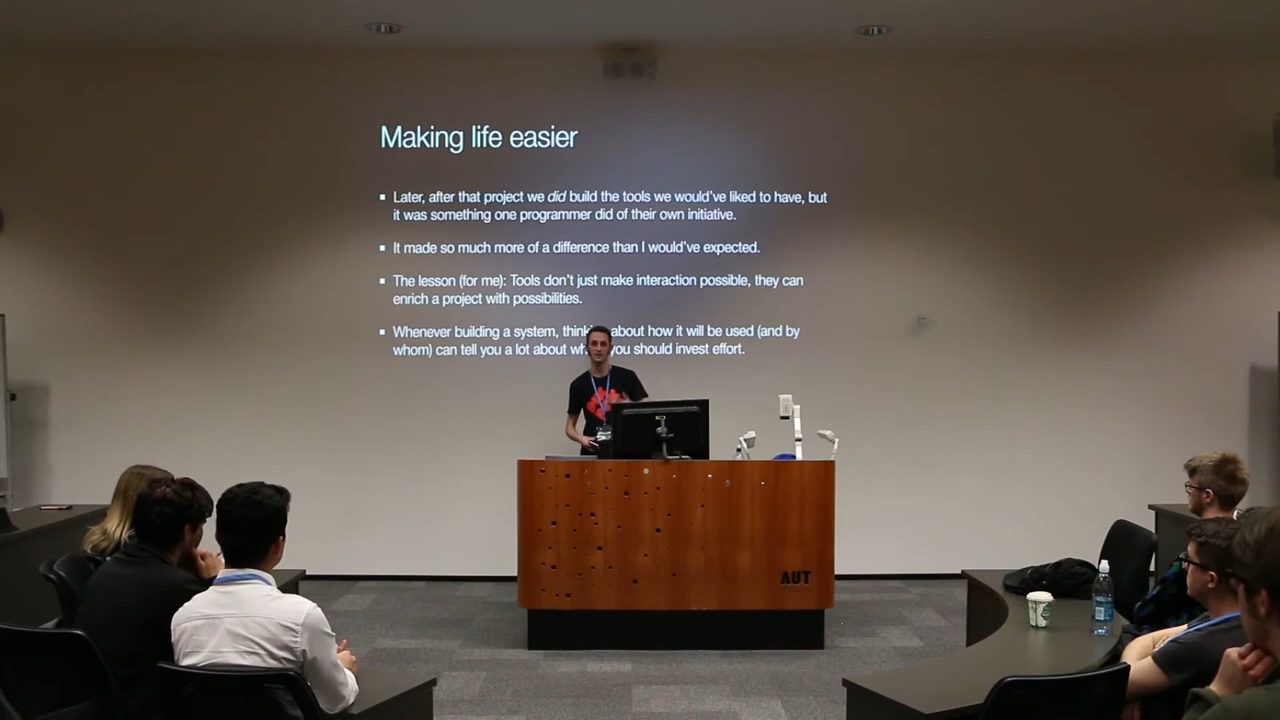 Making life easier
Later, after that project we did build the tools we would've liked to have, but
it was something one programmer did of their own initiative.
It made so much more of a difference than I would've expected.
The lesson (for me): Tools don't just make interaction possible, they can
enrich a project with possibilities.
Whenever building a system, about how it will be used (and by
whom) can tell you a lot about you should invest effort.
AUT